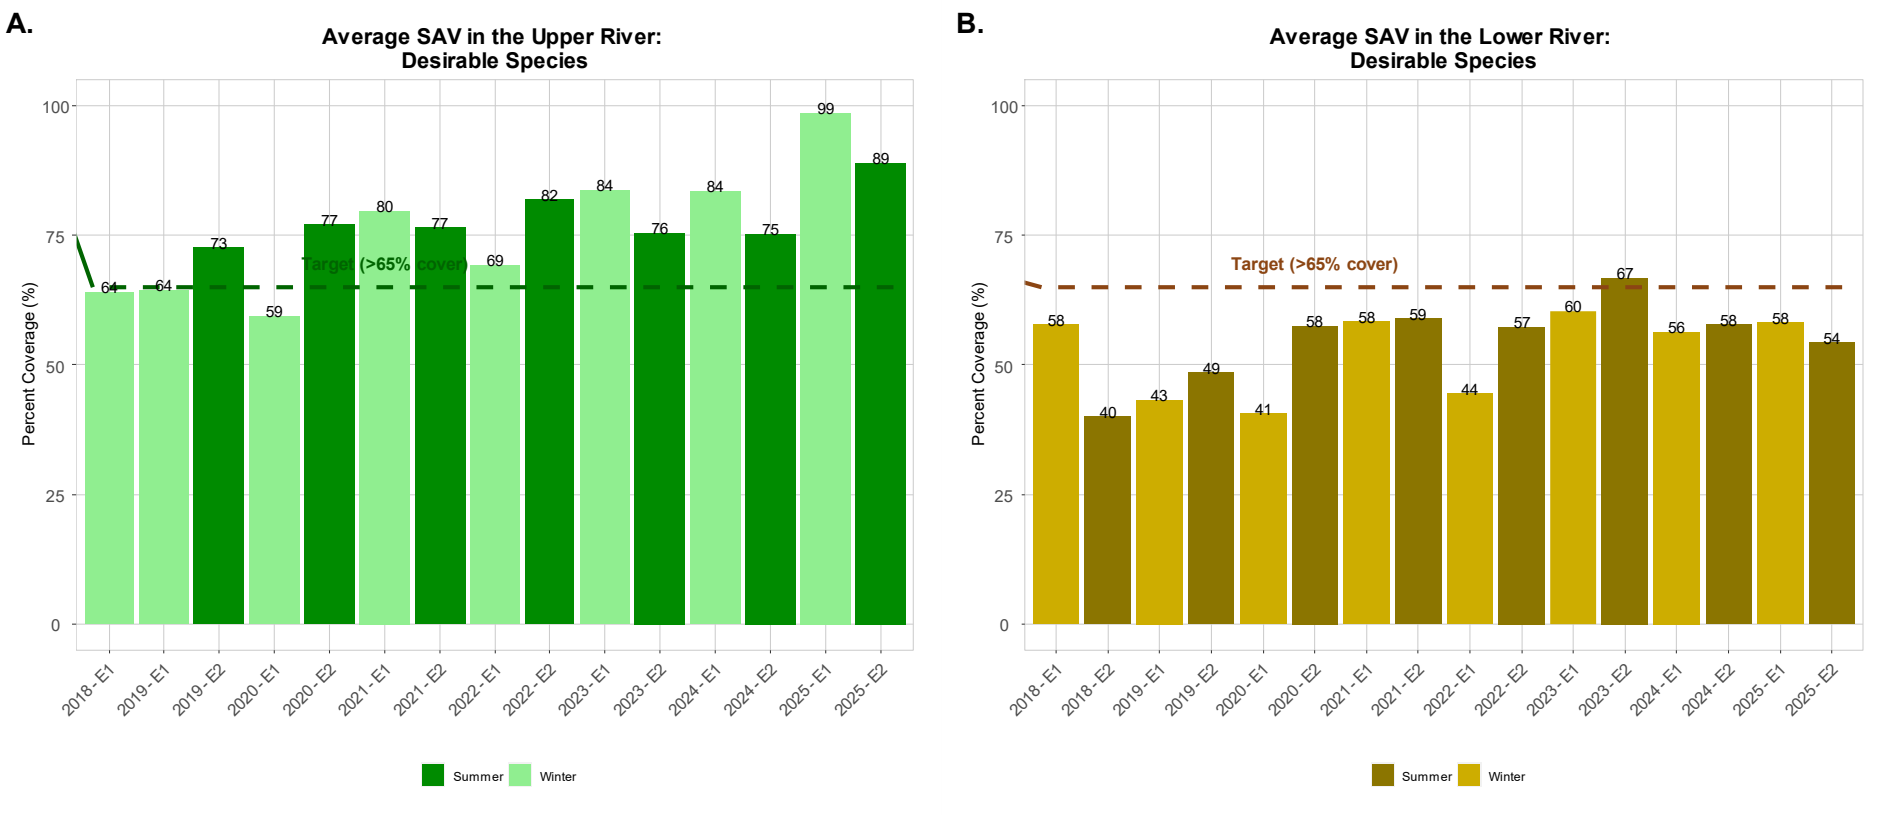 A.
Average SAV in the Upper River:
Desirable Species
Percent Coverage (%)
100
75
50
25
0
Target (>65% cover)
64
64
73
59
77
80
77
69
82
84
76
84
75
99
89
2018- E1
2019- E1
2019- E2
2020- E1
2020- E2
2021- E1
2021- E2
2022- E1
2022- E2
2023- E1
2023- E2
2024- E1
2024- E2
2025- E1
2025- E2
Summer Winter
B.
Average SAV in the Lower River:
Desirable Species
Percent Coverage (%)
100
75
50
25
0
Target (>65% cover)
58
40
43
49
41
58
58
59
44
57
60
67
56
58
58
54
2018- E1
2018- E2
2019- E1
2019- E2
2020- E1
2020- E2
2021- E1
2021- E2
2022- E1
2022- E2
2023- E1
2023- E2
2024- E1
2024- E2
2025- E1
2025- E2
Summer Winter